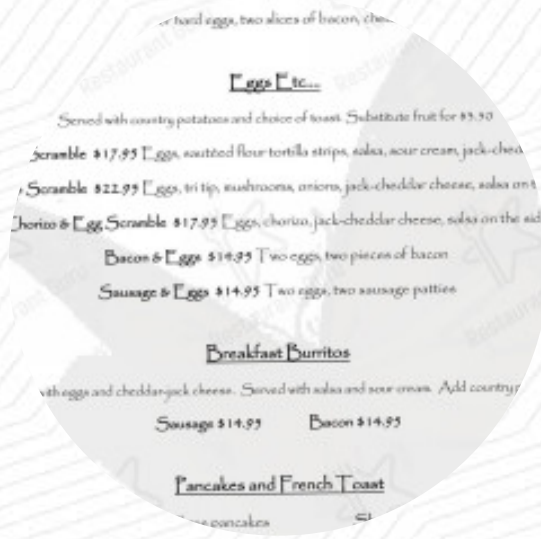 hard eggs, two slices of bacon,
Eggs Etc...
Served with country potatoes and choice of toast. Substitute fruit for $3.50
Scramble $17.95 Eggs, sautéed flour tortilla strips, salsa, sour cream, jack-ched
Scramble $22.95 Eggs, tri tip, mushrooms, onions, jack-cheddar cheese, salsa on t
Chorizo & Egg Scramble $17.95 Eggs, chorizo, jack-cheddar cheese, salsa on the sid
Bacon & Eggs $14.95 Two eggs, two pieces of bacon
Sausage & Eggs $14.95 Two eggs, two sausage patties
Breakfast Burritos
with eggs and cheddar-jack cheese. Served with salsa and sour cream. Add country
Sausage $14.95 Bacon $14.95
Pancakes and French Toast
pancakes